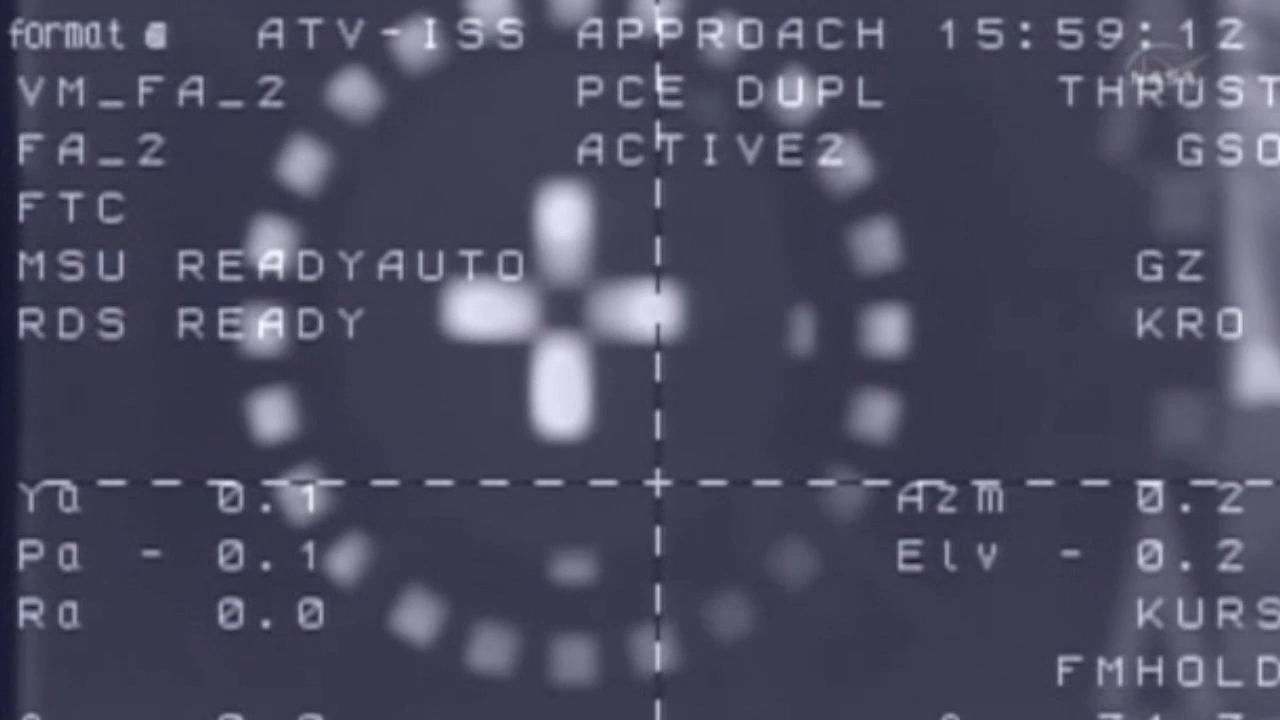 format ATV-ISS APPROACH 15:59:12
NASA
VM_FA_2 PCE DUPL THRUST
FA_2 ACTIVE2 GSO
FTC
MSU READYAUTO GZ
RDS READY KRO
Ya 0.1 Azm 0.2
Pa - 0.1 Elv - 0.2
Ra 0.0 KURS
FMHOLD